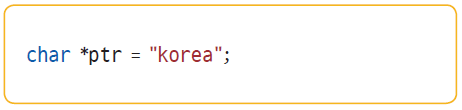 char *ptr = "korea";